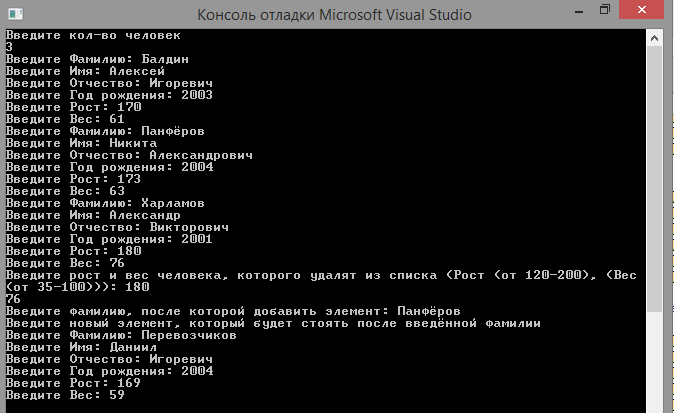 Консоль отладки Microsoft Visual Studio
Введите кол-во человек
3
Введите Фамилию: Балдин
Введите Имя: Алексей
Введите Отчество: Игоревич
Введите Год рождения: 2003
Введите Рост: 170
Введите Вес: 61
Введите Фамилию: Панфёров
Введите Имя: Никита
Введите Отчество: Александрович
Введите Год рождения: 2004
Введите Рост: 173
Введите Вес: 63
Введите Фамилию: Харламов
Введите Имя: Александр
Введите Отчество: Викторович
Введите Год рождения: 2001
Введите Рост: 180
Введите Вес: 76
Введите рост и вес человека, которого удалят из списка (Рост (от 120-200), (Вес
(от 35-100))): 180
76
Введите фамилию, после которой добавить элемент: Панфёров
Введите новый элемент, который будет стоять после введённой фамилии
Введите Фамилию: Перевозчиков
Введите Имя: Даниил
Введите Отчество: Игоревич
Введите Год рождения: 2004
Введите Рост: 169
Введите Вес: 59